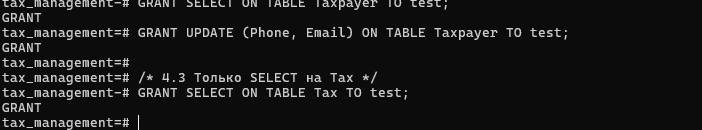 tax_management-# GRANT SELECT ON TABLE Taxpayer TO test;
GRANT
tax_management=# GRANT UPDATE (Phone, Email) ON TABLE Taxpayer TO test;
GRANT
tax_management=#
tax_management=# /* 4.3 Только SELECT на Tax */
tax_management-# GRANT SELECT ON TABLE Tax TO test;
GRANT
tax_management=#